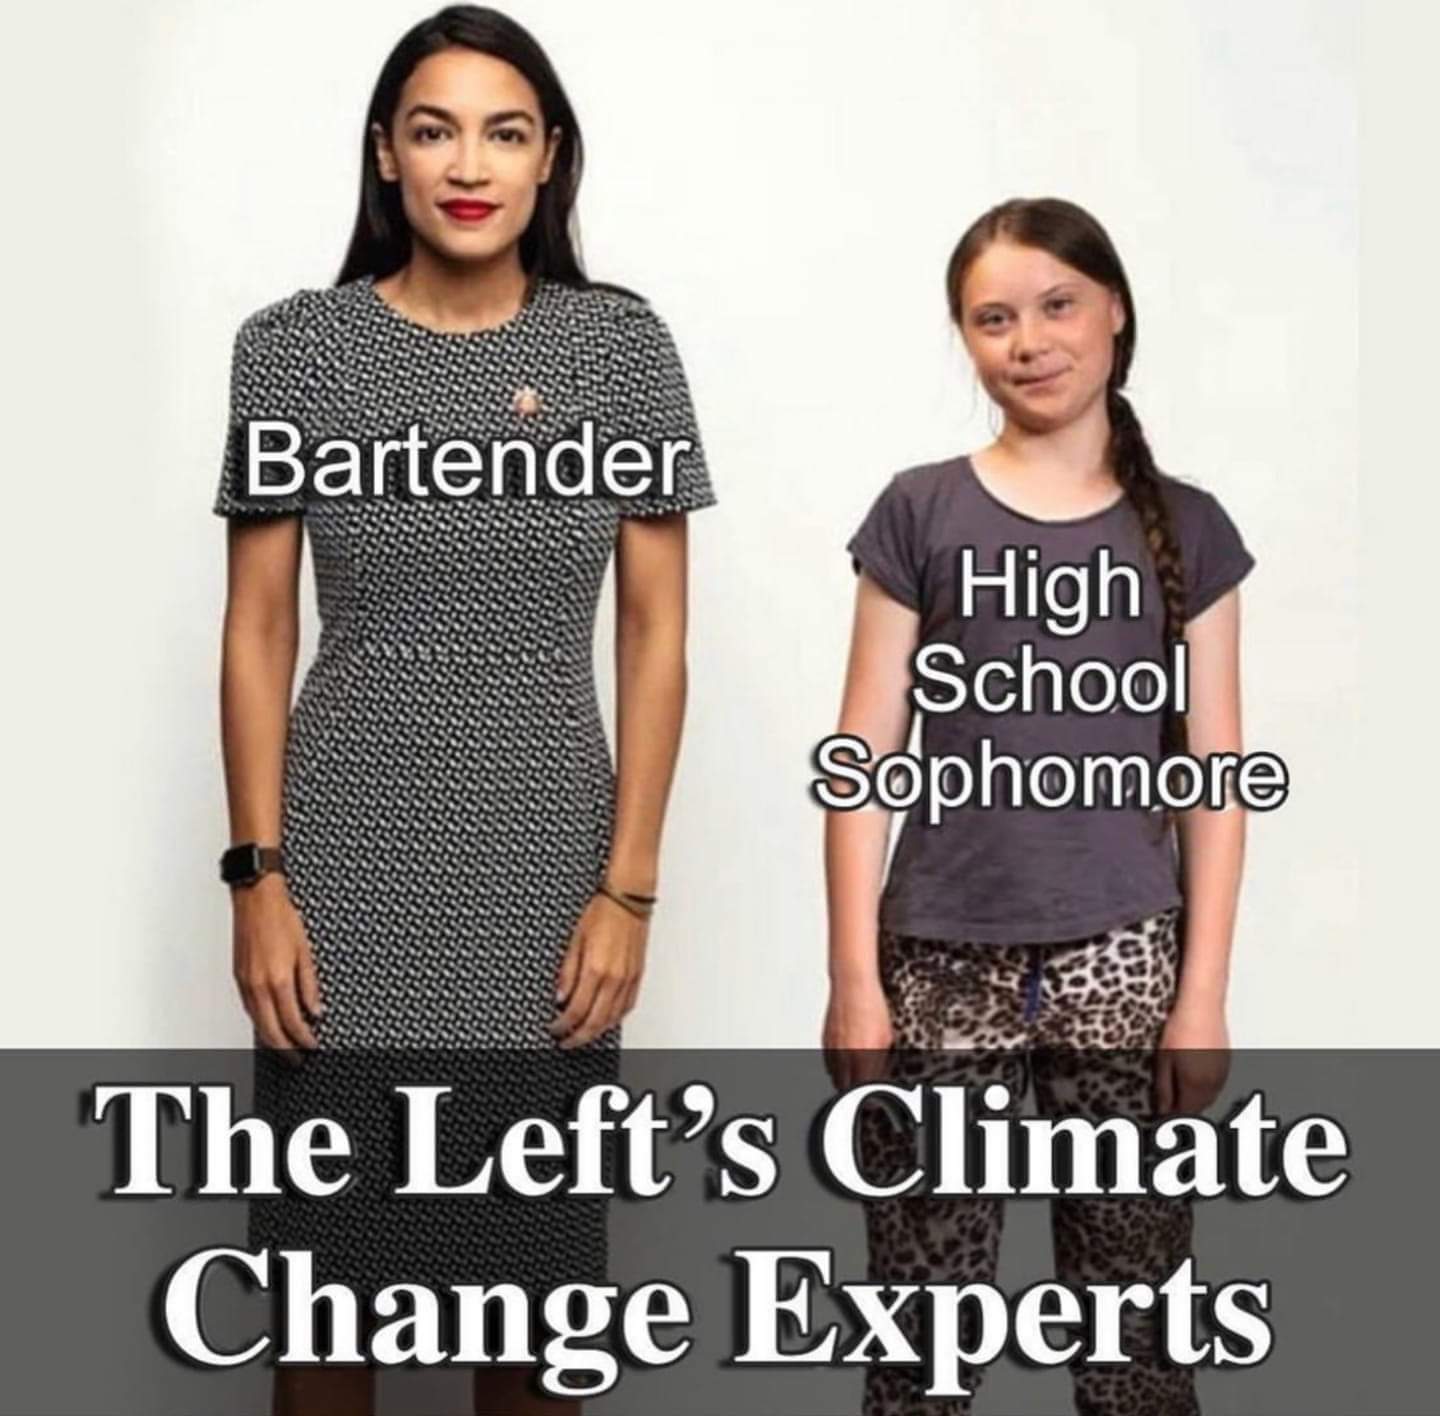 Bartender
High
School
Sophomore
The Left's Climate
Change Experts